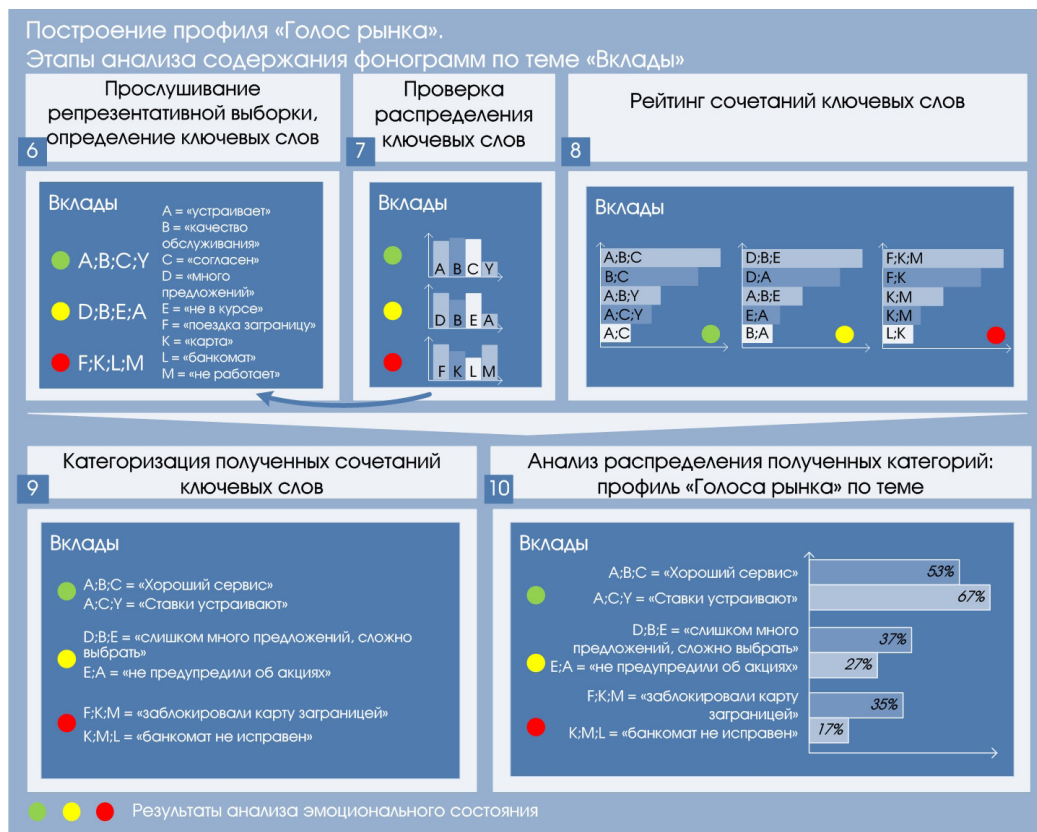 Построение профиля «Голос рынка».
Этапы анализа содержания фонограмм по теме «Вклады»
Прослушивание
репрезентативной выборки,
определение ключевых слов
6
Проверка
распределения
ключевых слов
7
Рейтинг сочетаний ключевых слов
8
Вклады
A;B;C;Y
D;B;E;A
F;K;L;M
A = «устраивает»
B = «качество
обслуживания»
C = «согласен»
D = «много
предложений»
E = «не в курсе»
F = «поездка заграницу»
K = «карта»
L = «банкомат»
M = «не работает»
Вклады
A B C Y
D B E A
F K L M
Вклады
A;B;C
B;C
A;B;Y
A;C;Y
A;C
D;B;E
D;A
A;B;E
E;A
B;A
F;K;M
F;K
K;M
K;M
L;K
Категоризация полученных сочетаний
ключевых слов
9
Анализ распределения полученных категорий:
профиль «Голоса рынка» по теме
10
Вклады
A;B;C = «Хороший сервис»
A;C;Y = «Ставки устраивают»
D;B;E = «слишком много предложений, сложно
выбрать»
E;A = «не предупредили об акциях»
F;K;M = «заблокировали карту заграницей»
K;M;L = «банкомат не исправен»
Вклады
A;B;C = «Хороший сервис»
53%
A;C;Y = «Ставки устраивают»
67%
D;B;E = «слишком много
предложений, сложно выбрать»
37%
E;A = «не предупредили об акциях»
27%
F;K;M = «заблокировали карту
заграницей»
35%
K;M;L = «банкомат не исправен»
17%
Результаты анализа эмоционального состояния